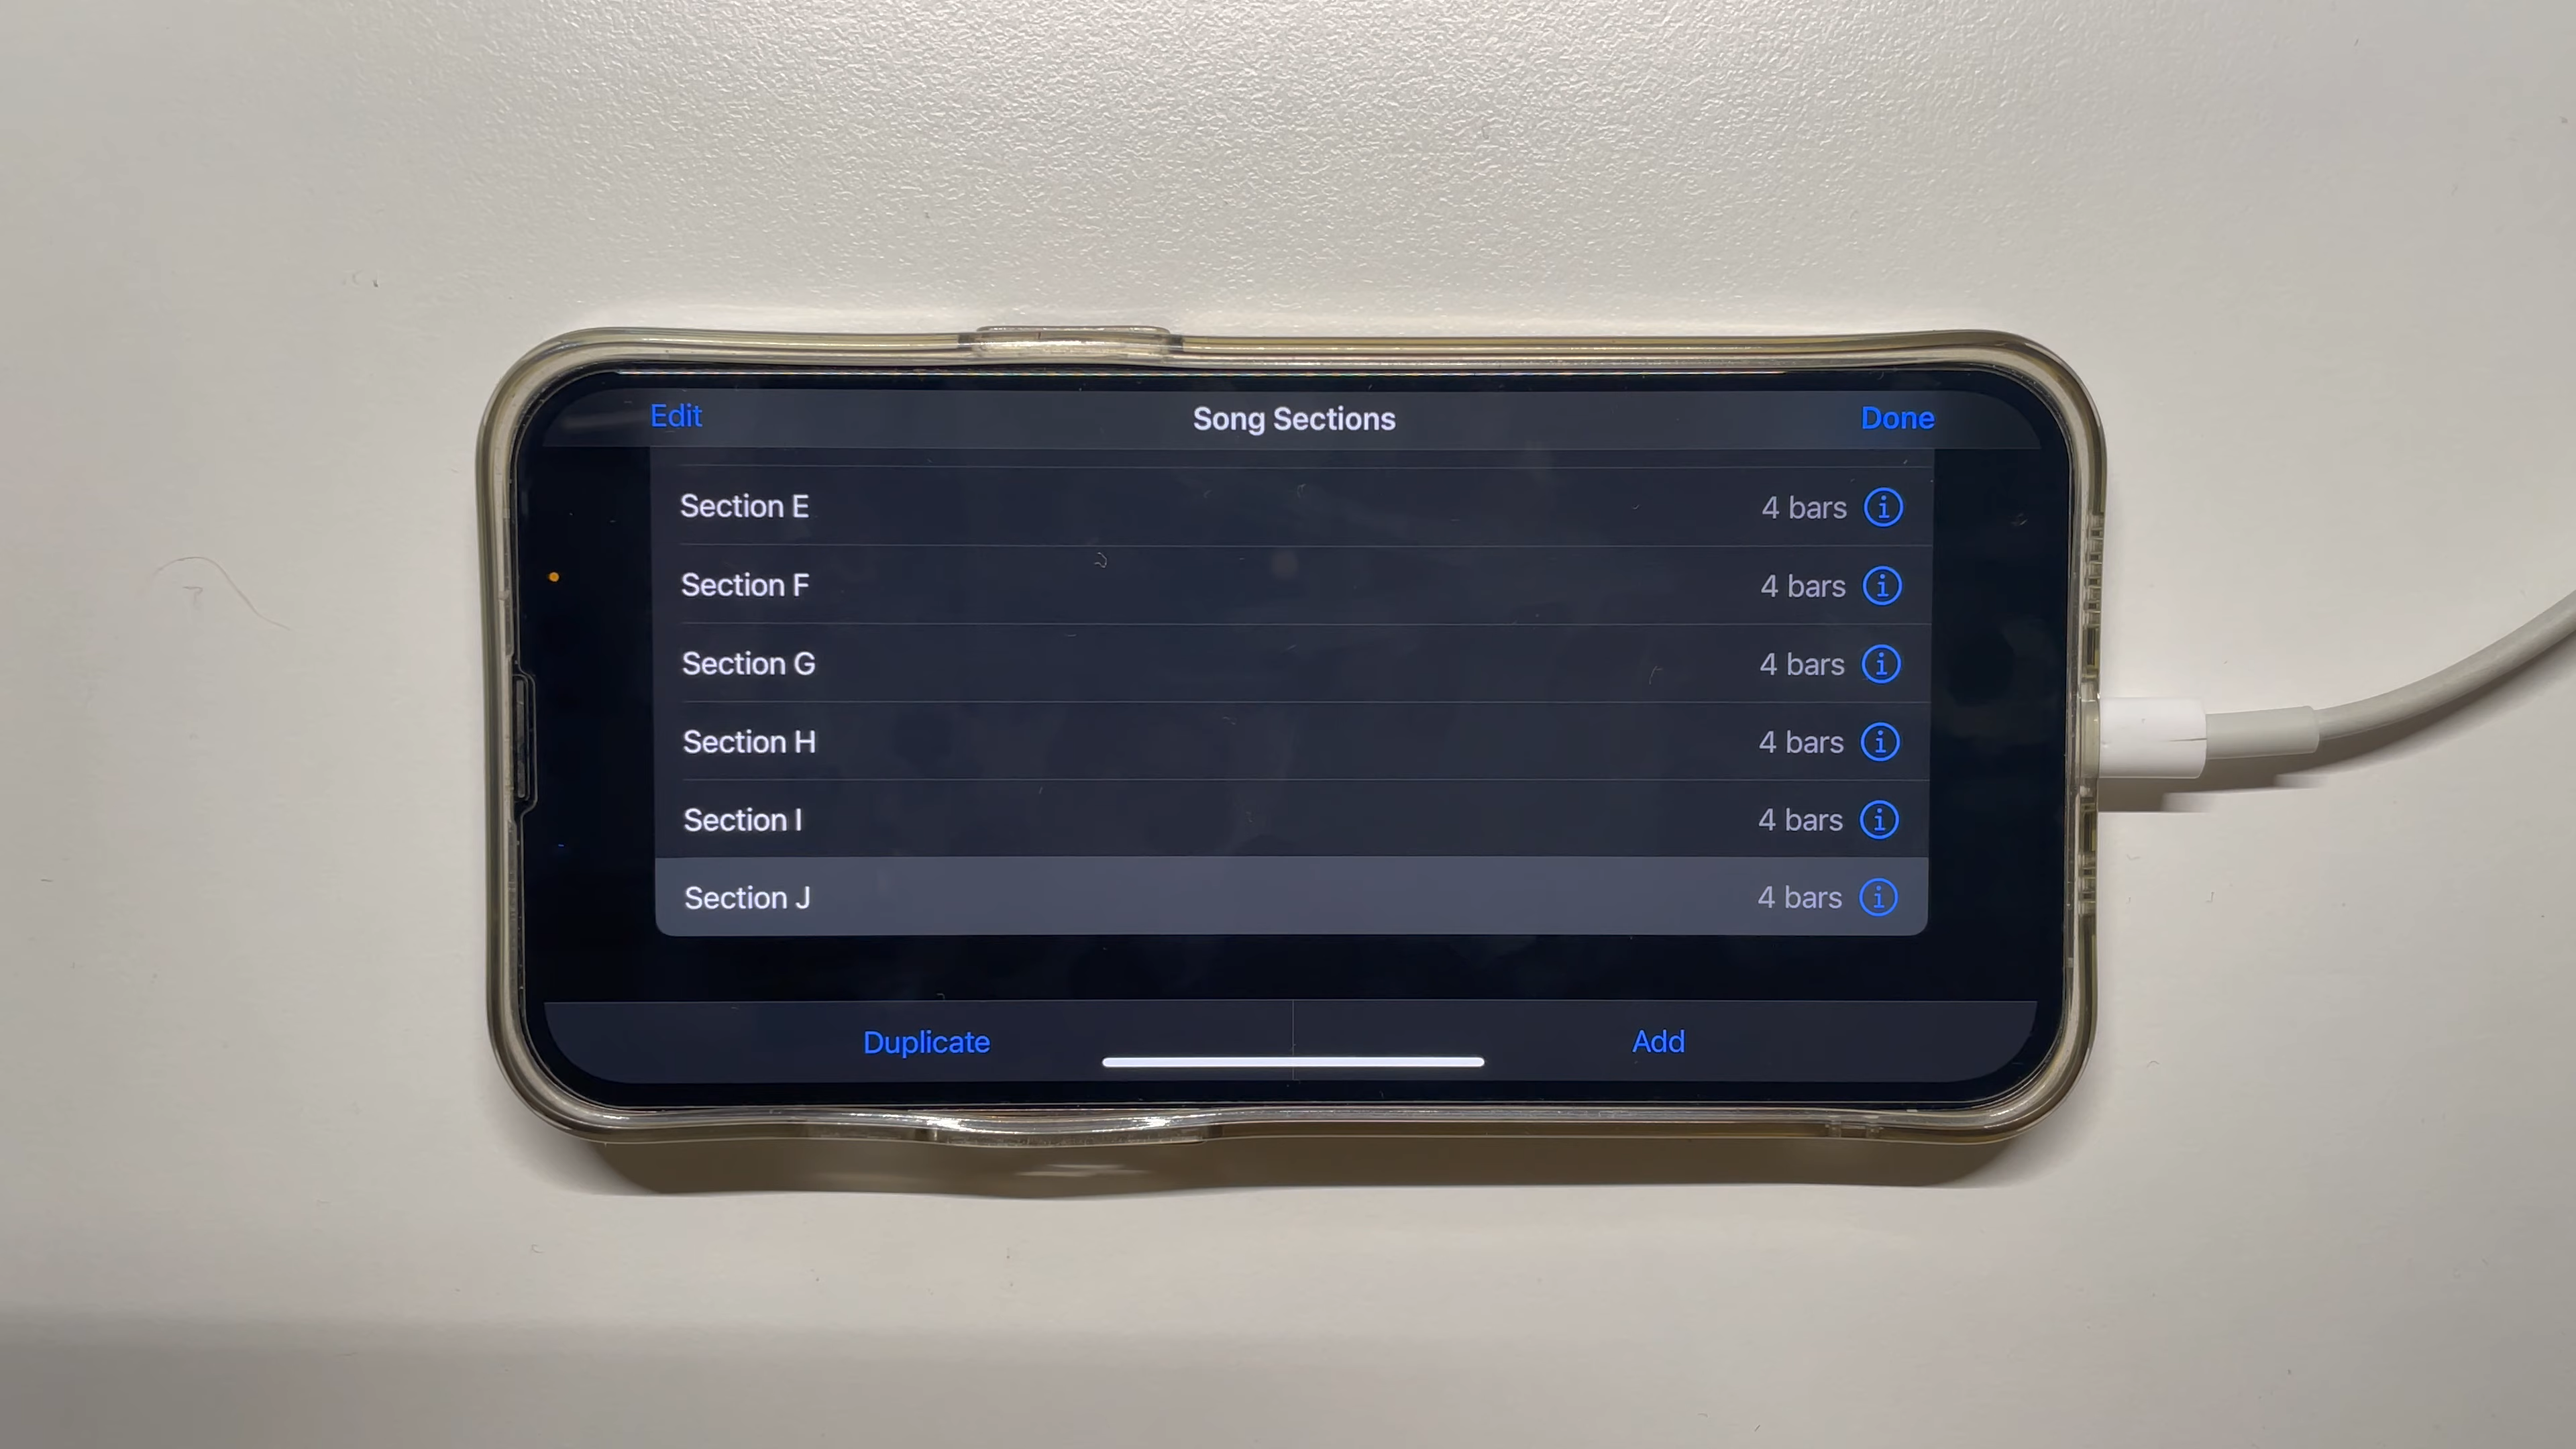 Edit Song Sections Done
Section E 4 bars
Section F 4 bars
Section G 4 bars
Section H 4 bars
Section I 4 bars
Section J 4 bars
Duplicate Add